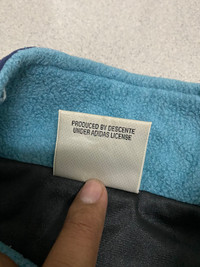 PRODUCED BY DESCENTE
UNDER ADIDAS LICENSE